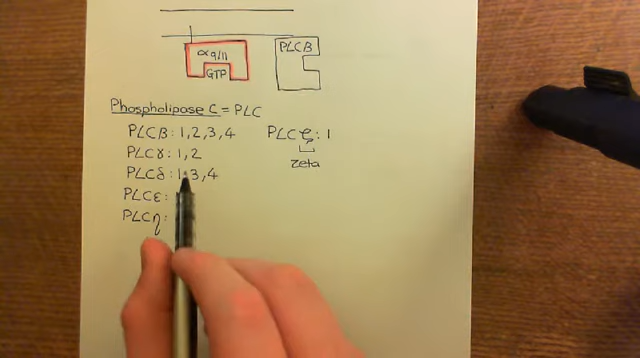 αq/11
GTP
PLCβ
Phospholipase C = PLC
PLCβ: 1,2,3,4
PLCζ: 1
zeta
PLCγ: 1,2
PLCδ: 1,3,4
PLCε:
PLCη: